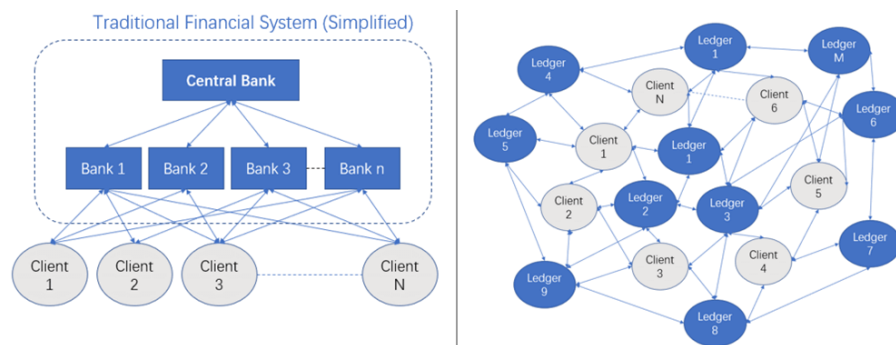 Traditional Financial System (Simplified)
Central Bank
Bank 1
Bank 2
Bank 3
Bank n
Client
1
Client
2
Client
3
Client
N
Ledger
1
Ledger
M
Ledger
4
Client
N
Client
6
Ledger
6
Ledger
5
Client
1
Ledger
1
Client
5
Client
2
Ledger
2
Ledger
3
Ledger
7
Client
3
Client
4
Ledger
9
Ledger
8